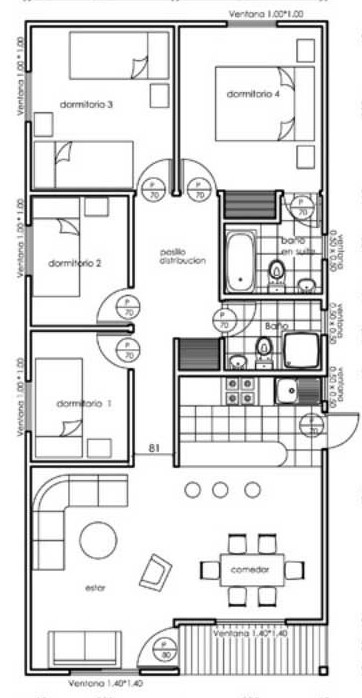 Ventana 1.00*1.00
Ventana 1.00 * 1.00
dormitorio 3
dormitorio 4
P
70
P
70
P
70
Ventana 1.00 * 1.00
dormitorio 2
pasillo
distribucion
baño
en suite
ventana
0.50 x 0.50
P
70
P
70
Baño
ventana
0.50 x 0.50
P
70
Ventana 1.00 * 1.00
dormitorio 1
ventana
0.50 x 0.50
P
70
81
estar
comedor
P
80
Ventana 1.40*1.40
Ventana 1.40*1.40